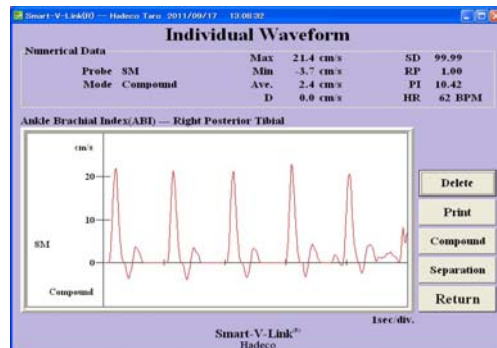 Smart-V-Link(R) --- Hadeco Taro 2011/09/17 13:08:32
Individual Waveform
Numerical Data
Max 21.4 cm/s SD 99.99
Probe 8M Min -3.7 cm/s RP 1.00
Mode Compound Ave. 2.4 cm/s PI 10.42
D 0.0 cm/s HR 62 BPM
Ankle Brachial Index(ABI) --- Right Posterior Tibial
cm/s
20
10
8M
0
Compound
Delete
Print
Compound
Separation
Return
1sec/div.
Smart-V-Link(R)
Hadeco